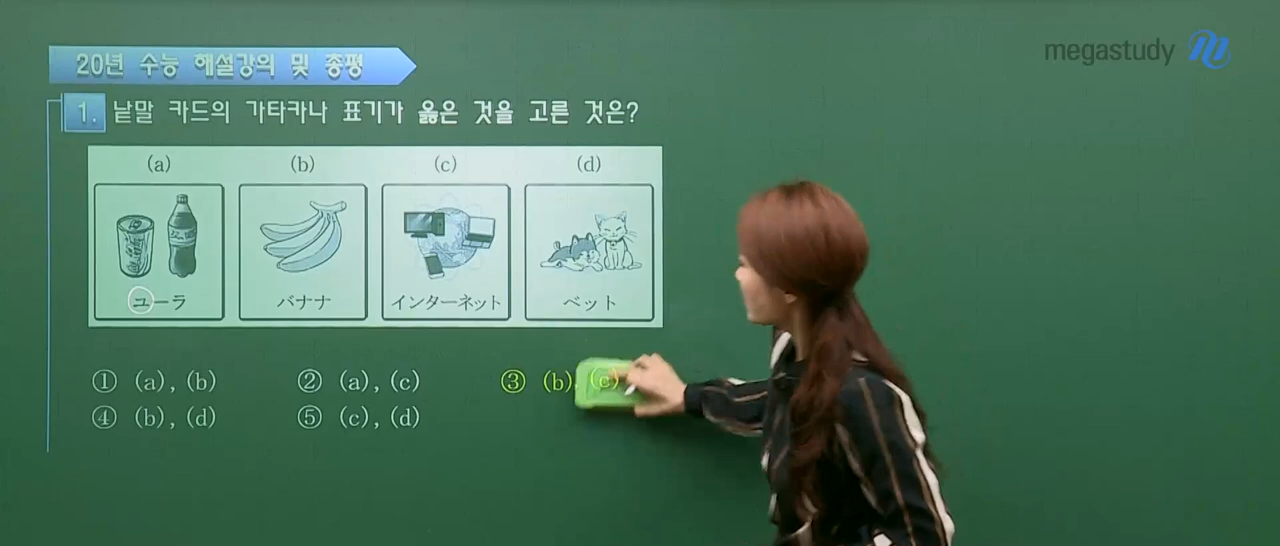 megastudy
20년 수능 해설강의 및 총평
1. 낱말 카드의 가타카나 표기가 옳은 것을 고른 것은?
(a) (b) (c) (d)
ユーラ バナナ インターネット ベット
① (a), (b) ② (a), (c) ③ (b), (c)
④ (b), (d) ⑤ (c), (d)